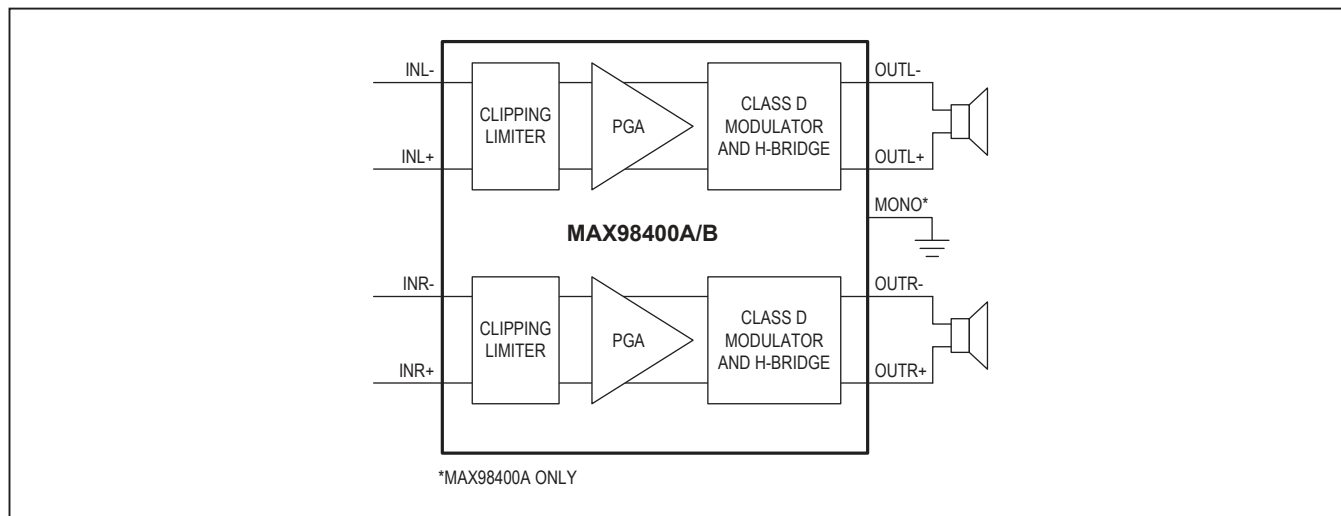 INL-
INL+
CLIPPING
LIMITER
PGA
CLASS D
MODULATOR
AND H-BRIDGE
OUTL-
OUTL+
MONO*
MAX98400A/B
INR-
INR+
CLIPPING
LIMITER
PGA
CLASS D
MODULATOR
AND H-BRIDGE
OUTR-
OUTR+
*MAX98400A ONLY